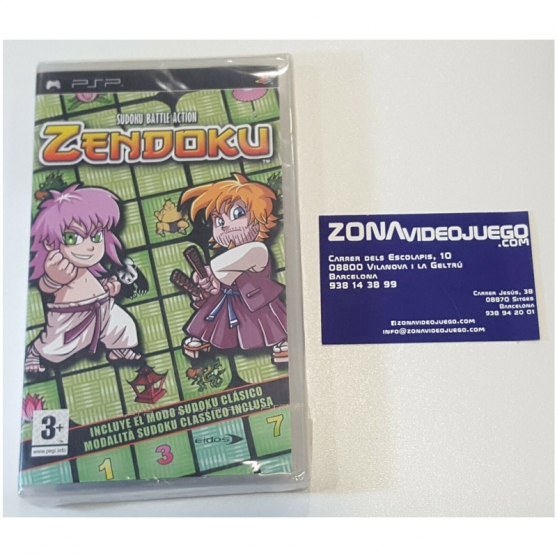 PSP
SUDOKU BATTLE ACTION
ZENDOKU
TM
INCLUYE EL MODO SUDOKU CLÁSICO
MODALITÀ SUDOKU CLASSICO INCLUSA
3+
www.pegi.info
eidos
1
3
7
ZONAVIDEOJUEGO
.COM
CARRER DELS ESCOLAPIS, 10
08800 VILANOVA I LA GELTRÚ
BARCELONA
938 14 38 99
CARRER JESÚS, 38
08870 SITGES
BARCELONA
938 94 20 01
ZONAVIDEOJUEGO.COM
INFO@ZONAVIDEOJUEGO.COM